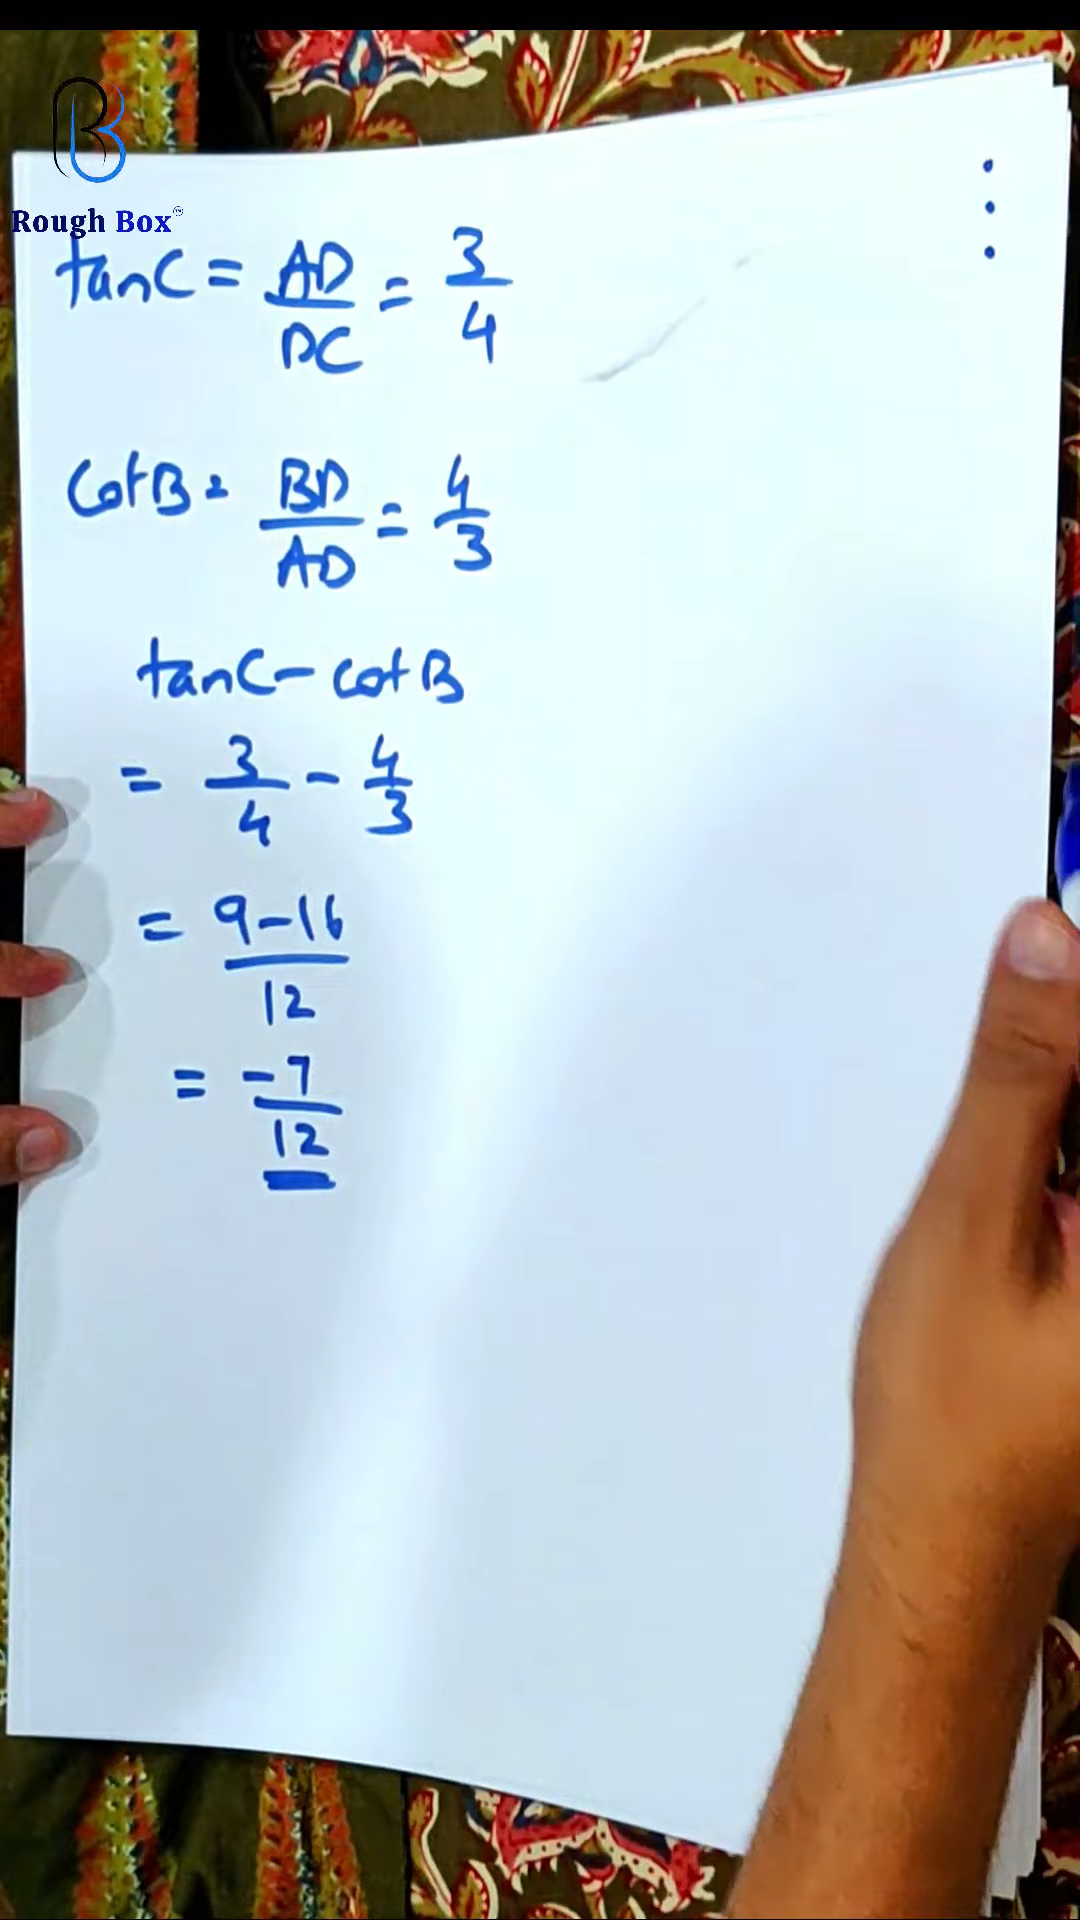 Rough Box™
tanC = AD/DC = 3/4
CotB = BD/AD = 4/3
tanC - cotB
= 3/4 - 4/3
= 9-16/12
= -7/12